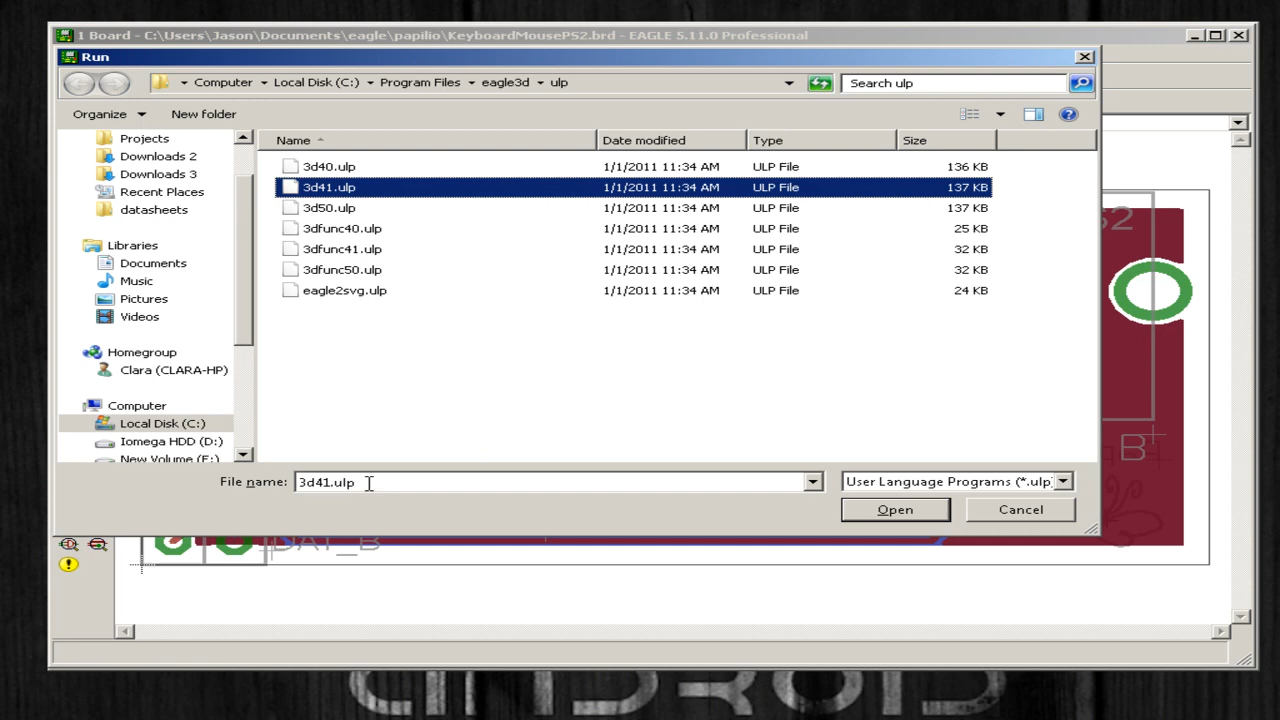 1 Board - C:\Users\Jason\Documents\eagle\papilio\KeyboardMousePS2.brd - EAGLE 5.11.0 Professional
Run
Computer Local Disk (C:) Program Files eagle3d ulp Search ulp
Organize New folder
Name Date modified Type Size
Projects
Downloads 2
Downloads 3
Recent Places
datasheets
Libraries
Documents
Music
Pictures
Videos
Homegroup
Clara (CLARA-HP)
Computer
Local Disk (C:)
Iomega HDD (D:)
New Volume (F:)
3d40.ulp 1/1/2011 11:34 AM ULP File 136 KB
3d41.ulp 1/1/2011 11:34 AM ULP File 137 KB
3d50.ulp 1/1/2011 11:34 AM ULP File 137 KB
3dfunc40.ulp 1/1/2011 11:34 AM ULP File 25 KB
3dfunc41.ulp 1/1/2011 11:34 AM ULP File 32 KB
3dfunc50.ulp 1/1/2011 11:34 AM ULP File 32 KB
eagle2svg.ulp 1/1/2011 11:34 AM ULP File 24 KB
File name: 3d41.ulp User Language Programs (*.ulp
Open Cancel
S2
B
DAT_B
ANDROID